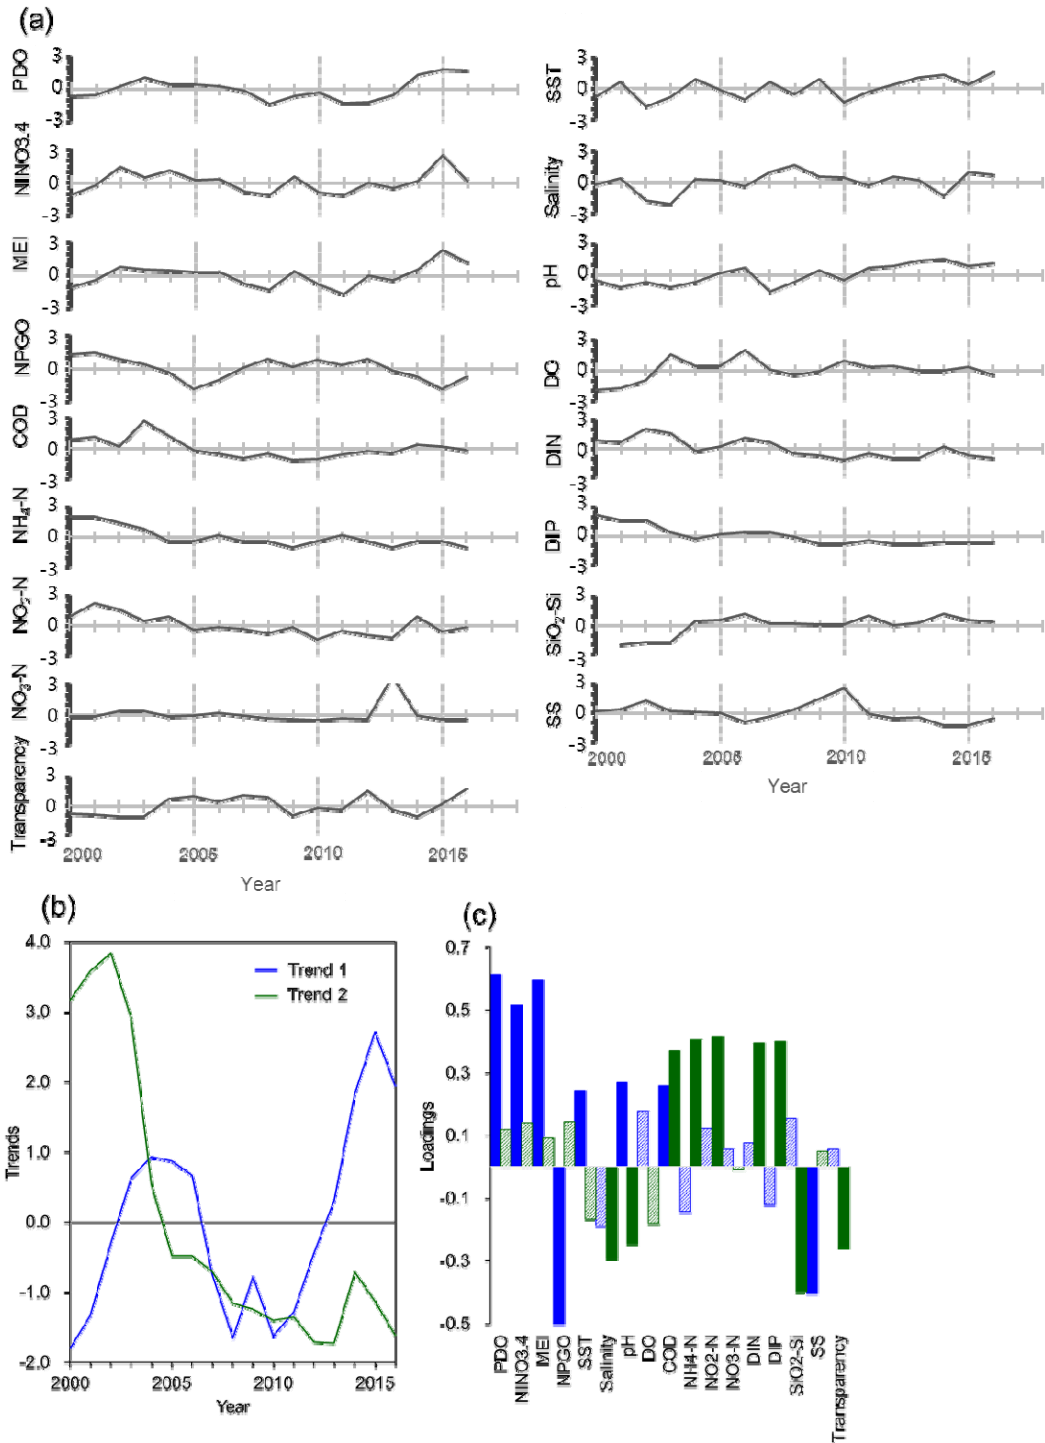 (a)
PDO
3
0
-3
NINO3.4
3
0
-3
MEI
3
0
-3
NPGO
3
0
-3
COD
3
0
-3
NH4-N
3
0
-3
NO2-N
3
0
-3
NO3-N
3
0
-3
Transparency
3
0
-3
2000 2005 2010 2015
Year
SST
3
0
-3
Salinity
3
0
-3
pH
3
0
-3
DO
3
0
-3
DIN
3
0
-3
DIP
3
0
-3
SiO2-Si
3
0
-3
SS
3
0
-3
2000 2005 2010 2015
Year
(b)
4.0
3.0
2.0
1.0
0.0
-1.0
-2.0
Trends
Trend 1
Trend 2
2000 2005 2010 2015
Year
(c)
0.7
0.5
0.3
0.1
-0.1
-0.3
-0.5
Loadings
PDO
NINO3.4
MEI
NPGO
SST
Salinity
pH
DO
COD
NH4-N
NO2-N
NO3-N
DIN
DIP
SiO2-Si
SS
Transparency